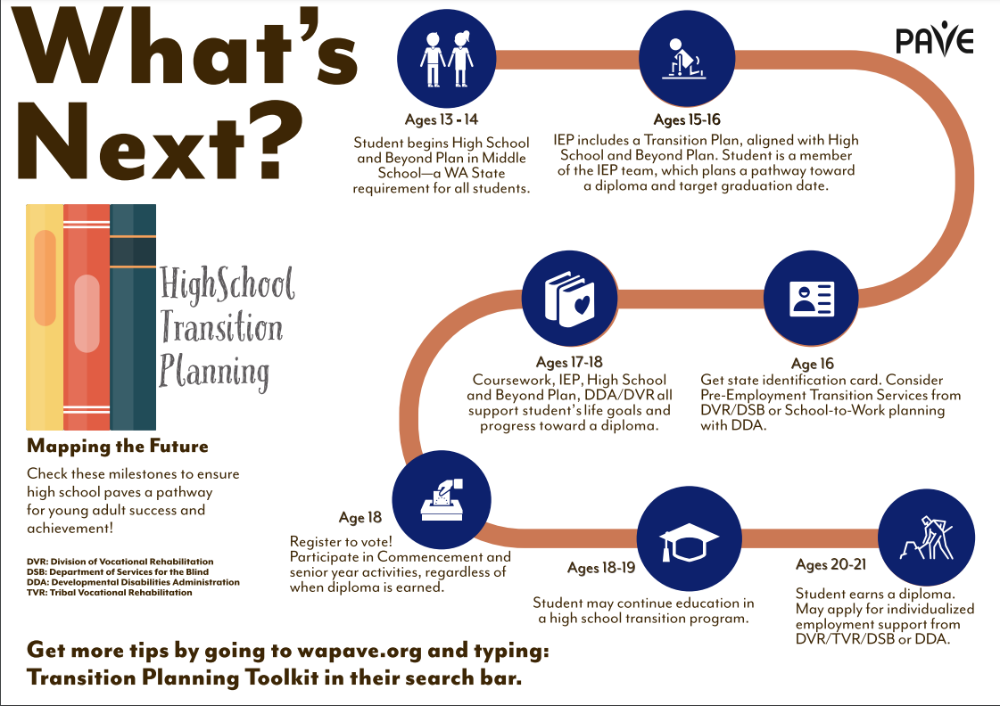 What's
Next?
PAVE
Ages 13 - 14
Student begins High School
and Beyond Plan in Middle
School—a WA State
requirement for all students.
Ages 15-16
IEP includes a Transition Plan, aligned with High
School and Beyond Plan. Student is a member
of the IEP team, which plans a pathway toward
a diploma and target graduation date.
HighSchool
Transition
Planning
Age 16
Get state identification card. Consider
Pre-Employment Transition Services from
DVR/DSB or School-to-Work planning
with DDA.
Ages 17-18
Coursework, IEP, High School
and Beyond Plan, DDA/DVR all
support student's life goals and
progress toward a diploma.
Mapping the Future
Check these milestones to ensure
high school paves a pathway
for young adult success and
achievement!
DVR: Division of Vocational Rehabilitation
DSB: Department of Services for the Blind
DDA: Developmental Disabilities Administration
TVR: Tribal Vocational Rehabilitation
Age 18
Register to vote!
Participate in Commencement and
senior year activities, regardless of
when diploma is earned.
Ages 18-19
Student may continue education in
a high school transition program.
Ages 20-21
Student earns a diploma.
May apply for individualized
employment support from
DVR/TVR/DSB or DDA.
Get more tips by going to wapave.org and typing:
Transition Planning Toolkit in their search bar.